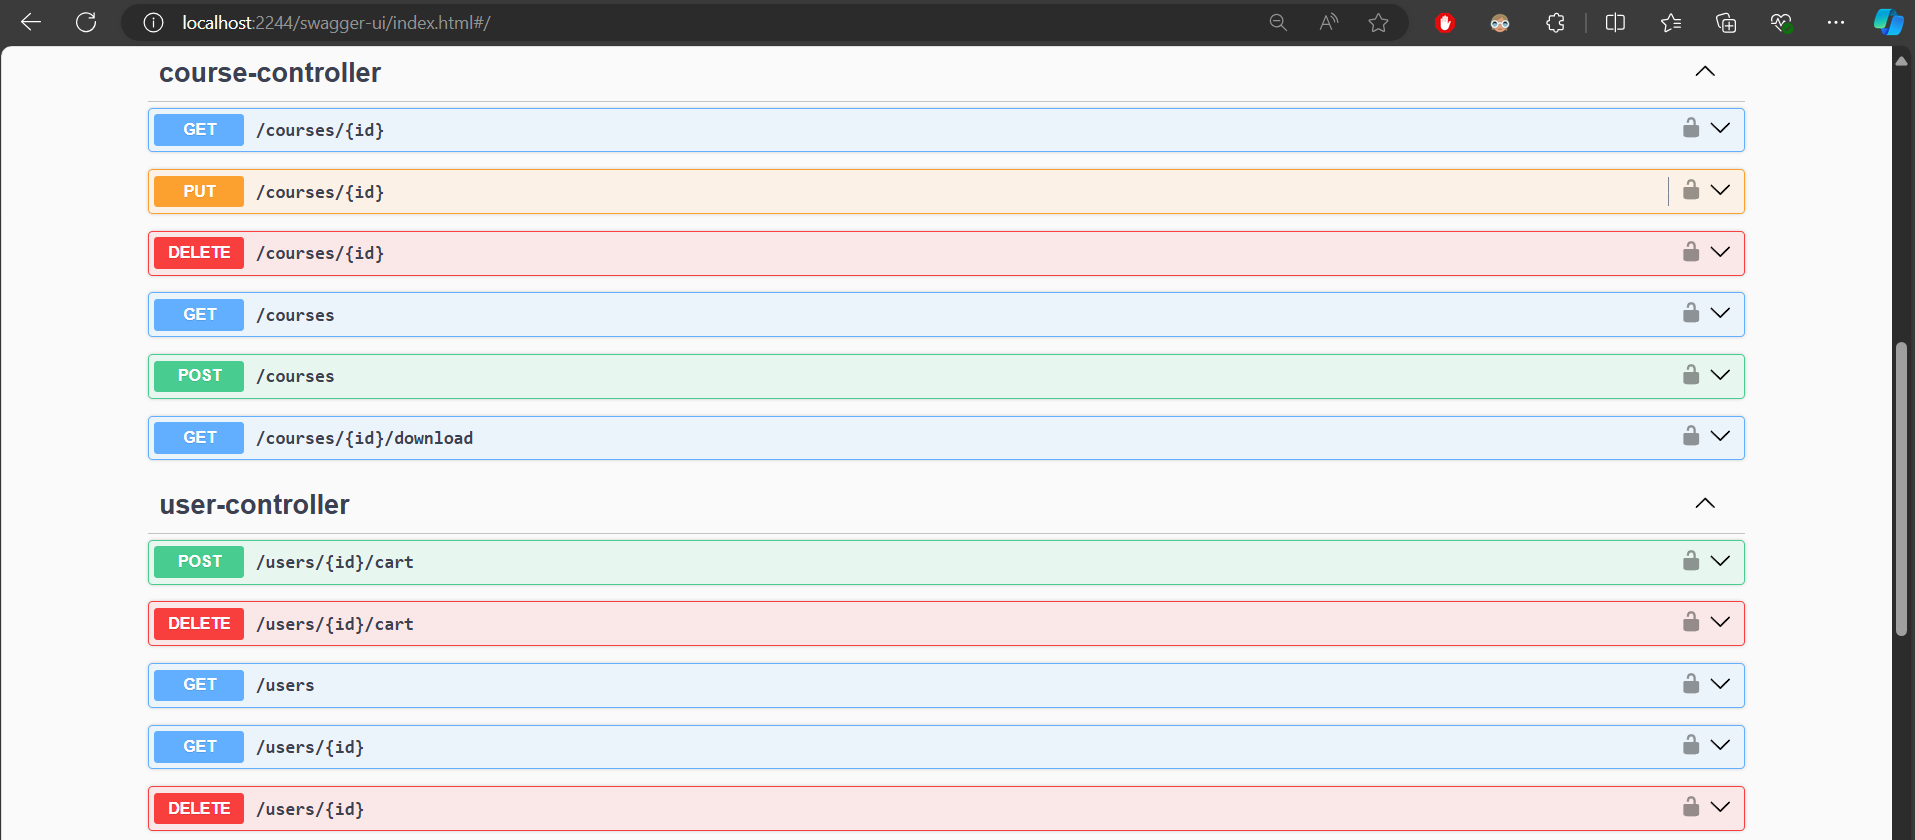 localhost:2244/swagger-ui/index.html#/
course-controller
GET /courses/{id}
PUT /courses/{id}
DELETE /courses/{id}
GET /courses
POST /courses
GET /courses/{id}/download
user-controller
POST /users/{id}/cart
DELETE /users/{id}/cart
GET /users
GET /users/{id}
DELETE /users/{id}